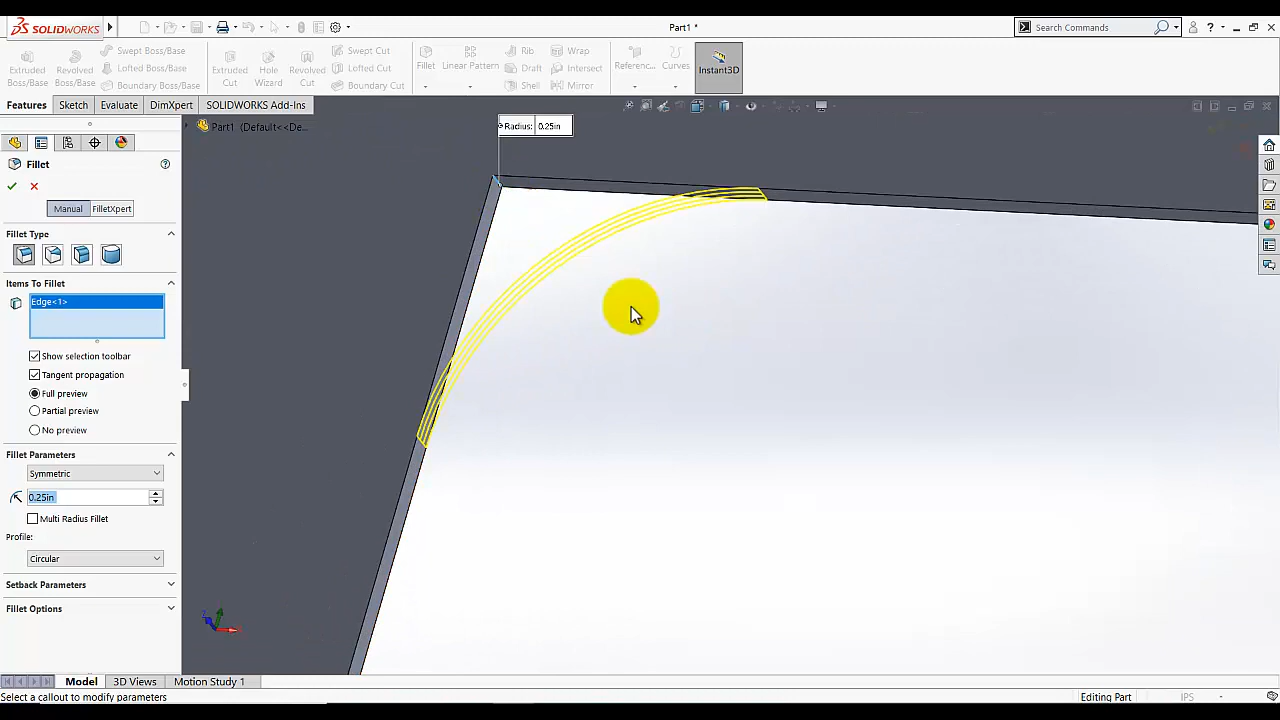 SOLIDWORKS
Part1 *
Search Commands
Extruded Boss/Base
Revolved Boss/Base
Swept Boss/Base
Lofted Boss/Base
Boundary Boss/Base
Extruded Cut
Hole Wizard
Revolved Cut
Swept Cut
Lofted Cut
Boundary Cut
Fillet
Linear Pattern
Rib
Draft
Shell
Wrap
Intersect
Mirror
Referenc...
Curves
Instant3D
Features
Sketch
Evaluate
DimXpert
SOLIDWORKS Add-Ins
Part1 (Default<<De...
Radius: 0.25in
Fillet
Manual
FilletXpert
Fillet Type
Items To Fillet
Edge<1>
Show selection toolbar
Tangent propagation
Full preview
Partial preview
No preview
Fillet Parameters
Symmetric
0.25in
Multi Radius Fillet
Profile:
Circular
Setback Parameters
Fillet Options
Model
3D Views
Motion Study 1
Select a callout to modify parameters
Editing Part
IPS